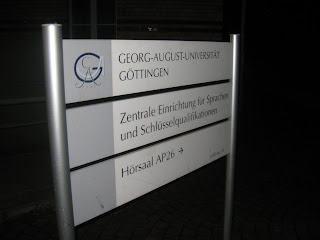 GEORG-AUGUST-UNIVERSITÄT
GÖTTINGEN
Zentrale Einrichtung für Sprachen
und Schlüsselqualifikationen
Hörsaal AP26 →